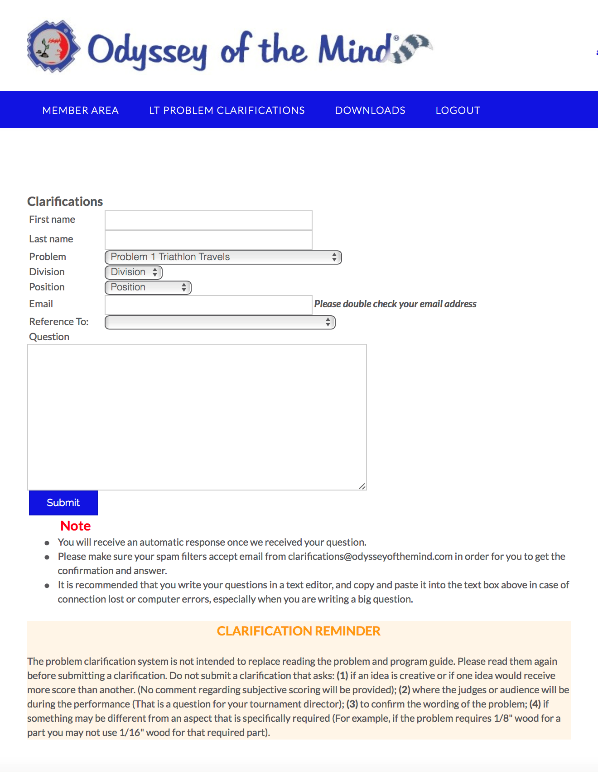 Odyssey of the Mind®
MEMBER AREA LT PROBLEM CLARIFICATIONS DOWNLOADS LOGOUT
Clarifications
First name
Last name
Problem Problem 1 Triathlon Travels
Division Division
Position Position
Email Please double check your email address
Reference To:
Question
Submit
Note
You will receive an automatic response once we received your question.
Please make sure your spam filters accept email from clarifications@odysseyofthemind.com in order for you to get the
confirmation and answer.
It is recommended that you write your questions in a text editor, and copy and paste it into the text box above in case of
connection lost or computer errors, especially when you are writing a big question.
CLARIFICATION REMINDER
The problem clarification system is not intended to replace reading the problem and program guide. Please read them again
before submitting a clarification. Do not submit a clarification that asks: (1) if an idea is creative or if one idea would receive
more score than another. (No comment regarding subjective scoring will be provided); (2) where the judges or audience will be
during the performance (That is a question for your tournament director); (3) to confirm the wording of the problem; (4) if
something may be different from an aspect that is specifically required (For example, if the problem requires 1/8" wood for a
part you may not use 1/16" wood for that required part).